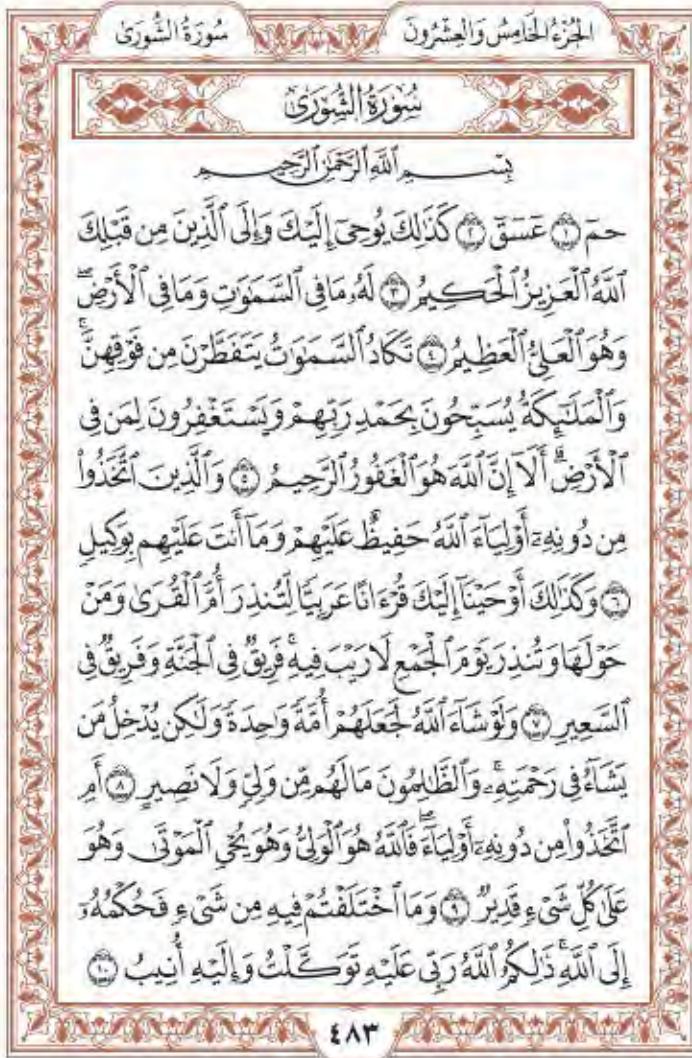 الجُزْءُ الخَامِسُ وَالعِشْرُونَ سُورَةُ الشُّورَىٰ
سُورَةُ الشُّورَىٰ
بِسْمِ ٱللَّهِ ٱلرَّحْمَٰنِ ٱلرَّحِيمِ
حمٓ ۝١ عٓسٓقٓ ۝٢ كَذَٰلِكَ يُوحِىٓ إِلَيْكَ وَإِلَى ٱلَّذِينَ مِن قَبْلِكَ
ٱللَّهُ ٱلْعَزِيزُ ٱلْحَكِيمُ ۝٣ لَهُۥ مَا فِى ٱلسَّمَٰوَٰتِ وَمَا فِى ٱلْأَرْضِۖ
وَهُوَ ٱلْعَلِىُّ ٱلْعَظِيمُ ۝٤ تَكَادُ ٱلسَّمَٰوَٰتُ يَتَفَطَّرْنَ مِن فَوْقِهِنَّۚ
وَٱلْمَلَٰٓئِكَةُ يُسَبِّحُونَ بِحَمْدِ رَبِّهِمْ وَيَسْتَغْفِرُونَ لِمَن فِى
ٱلْأَرْضِۗ أَلَآ إِنَّ ٱللَّهَ هُوَ ٱلْغَفُورُ ٱلرَّحِيمُ ۝٥ وَٱلَّذِينَ ٱتَّخَذُوا۟
مِن دُونِهِۦٓ أَوْلِيَآءَ ٱللَّهُ حَفِيظٌ عَلَيْهِمْ وَمَآ أَنتَ عَلَيْهِم بِوَكِيلٍ
۝٦ وَكَذَٰلِكَ أَوْحَيْنَآ إِلَيْكَ قُرْءَانًا عَرَبِيًّا لِّتُنذِرَ أُمَّ ٱلْقُرَىٰ وَمَنْ
حَوْلَهَا وَتُنذِرَ يَوْمَ ٱلْجَمْعِ لَا رَيْبَ فِيهِۚ فَرِيقٌ فِى ٱلْجَنَّةِ وَفَرِيقٌ فِى
ٱلسَّعِيرِ ۝٧ وَلَوْ شَآءَ ٱللَّهُ لَجَعَلَهُمْ أُمَّةً وَٰحِدَةً وَلَٰكِن يُدْخِلُ مَن
يَشَآءُ فِى رَحْمَتِهِۦۚ وَٱلظَّٰلِمُونَ مَا لَهُم مِّن وَلِىٍّ وَلَا نَصِيرٍ ۝٨ أَمِ
ٱتَّخَذُوا۟ مِن دُونِهِۦٓ أَوْلِيَآءَۖ فَٱللَّهُ هُوَ ٱلْوَلِىُّ وَهُوَ يُحْىِ ٱلْمَوْتَىٰ وَهُوَ
عَلَىٰ كُلِّ شَىْءٍ قَدِيرٌ ۝٩ وَمَا ٱخْتَلَفْتُمْ فِيهِ مِن شَىْءٍ فَحُكْمُهُۥٓ
إِلَى ٱللَّهِۚ ذَٰلِكُمُ ٱللَّهُ رَبِّى عَلَيْهِ تَوَكَّلْتُ وَإِلَيْهِ أُنِيبُ ۝١٠
٤٨٣